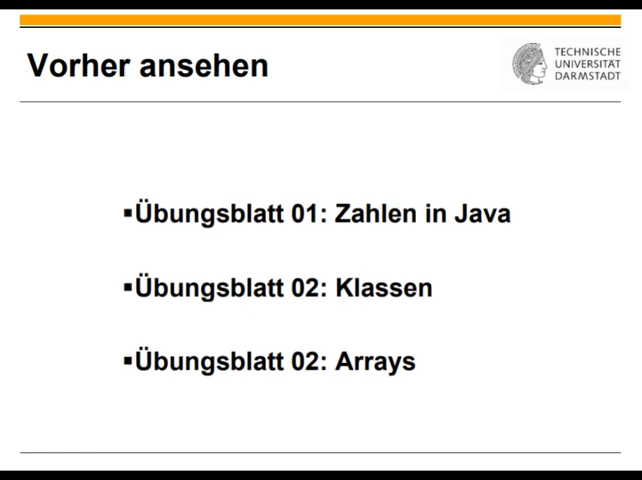 Vorher ansehen
TECHNISCHE
UNIVERSITÄT
DARMSTADT
▪Übungsblatt 01: Zahlen in Java
▪Übungsblatt 02: Klassen
▪Übungsblatt 02: Arrays